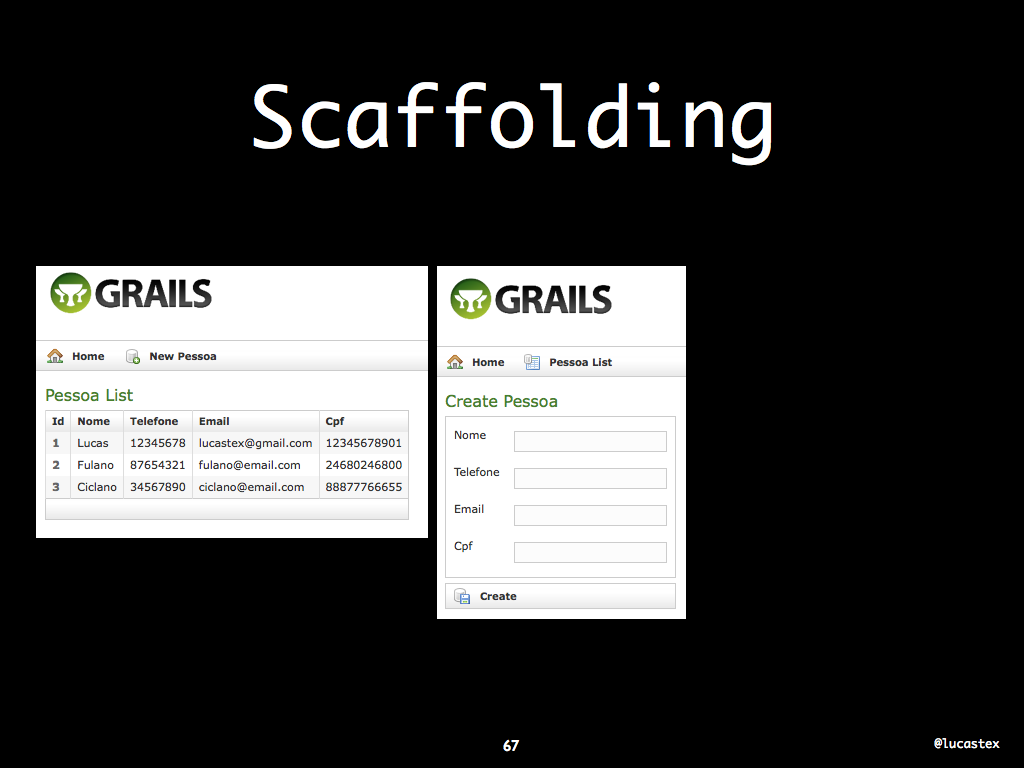 Scaffolding
GRAILS
Home New Pessoa
Pessoa List
Id Nome Telefone Email Cpf
1 Lucas 12345678 lucastex@gmail.com 12345678901
2 Fulano 87654321 fulano@email.com 24680246800
3 Ciclano 34567890 ciclano@email.com 88877766655
GRAILS
Home Pessoa List
Create Pessoa
Nome
Telefone
Email
Cpf
Create
67
@lucastex